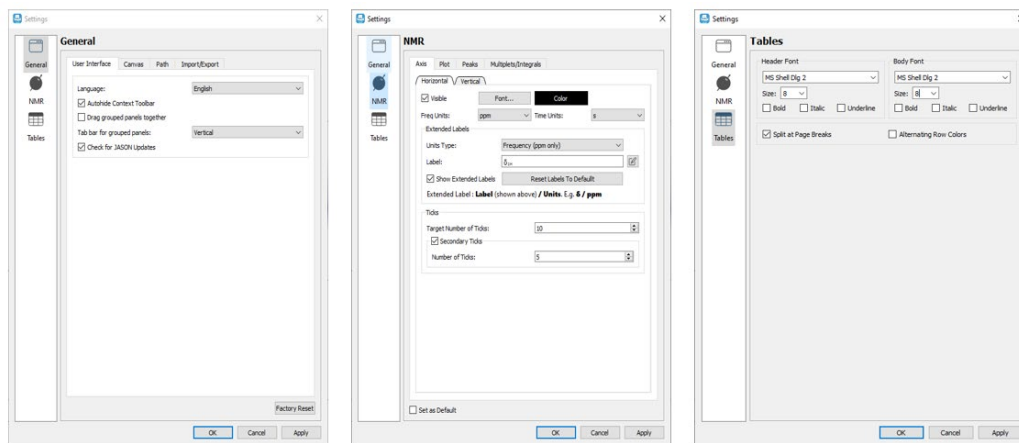 Settings
General
General
NMR
Tables
User Interface Canvas Path Import/Export
Language: English
Autohide Context Toolbar
Drag grouped panels together
Tab bar for grouped panels: Vertical
Check for JASON Updates
Factory Reset
OK Cancel Apply
Settings
NMR
General
NMR
Tables
Axis Plot Peaks Multiplets/Integrals
Horizontal Vertical
Visible Font... Color
Freq Units: ppm Time Units: s
Extended Labels
Units Type: Frequency (ppm only)
Label:
Show Extended Labels Reset Labels To Default
Extended Label : Label (shown above) / Units. E.g. δ / ppm
Ticks
Target Number of Ticks: 10
Secondary Ticks
Number of Ticks: 5
Set as Default
OK Cancel Apply
Settings
Tables
General
NMR
Tables
Header Font Body Font
MS Shell Dlg 2 MS Shell Dlg 2
Size: 8 Size: 8
Bold Italic Underline Bold Italic Underline
Split at Page Breaks Alternating Row Colors
OK Cancel Apply